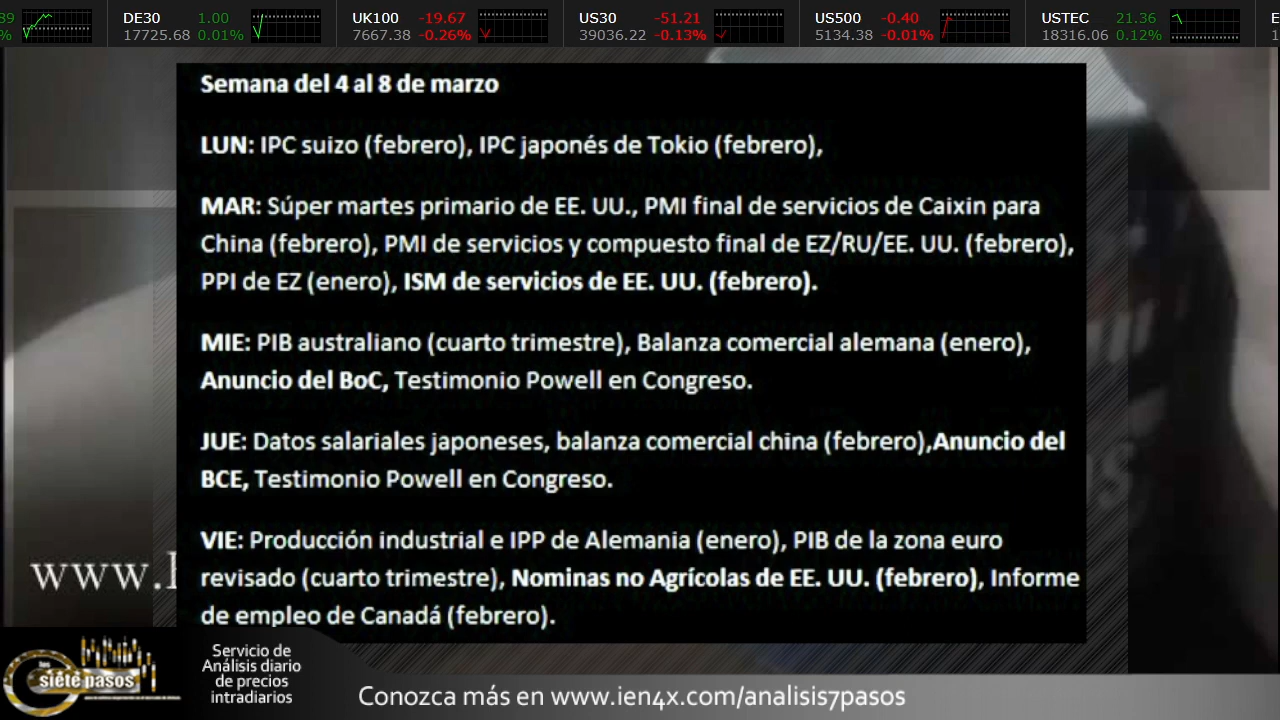 89 DE30 1.00 UK100 -19.67 US30 -51.21 US500 -0.40 USTEC 21.36 E
% 17725.68 0.01% 7667.38 -0.26% 39036.22 -0.13% 5134.38 -0.01% 18316.06 0.12% 1
Semana del 4 al 8 de marzo
LUN: IPC suizo (febrero), IPC japonés de Tokio (febrero),
MAR: Súper martes primario de EE. UU., PMI final de servicios de Caixin para
China (febrero), PMI de servicios y compuesto final de EZ/RU/EE. UU. (febrero),
PPI de EZ (enero), ISM de servicios de EE. UU. (febrero).
MIE: PIB australiano (cuarto trimestre), Balanza comercial alemana (enero),
Anuncio del BoC, Testimonio Powell en Congreso.
JUE: Datos salariales japoneses, balanza comercial china (febrero),Anuncio del
BCE, Testimonio Powell en Congreso.
VIE: Producción industrial e IPP de Alemania (enero), PIB de la zona euro
revisado (cuarto trimestre), Nominas no Agrícolas de EE. UU. (febrero), Informe
de empleo de Canadá (febrero).
www.
los
siete pasos
Servicio de
Análisis diario
de precios
intradiarios
Conozca más en www.ien4x.com/analisis7pasos